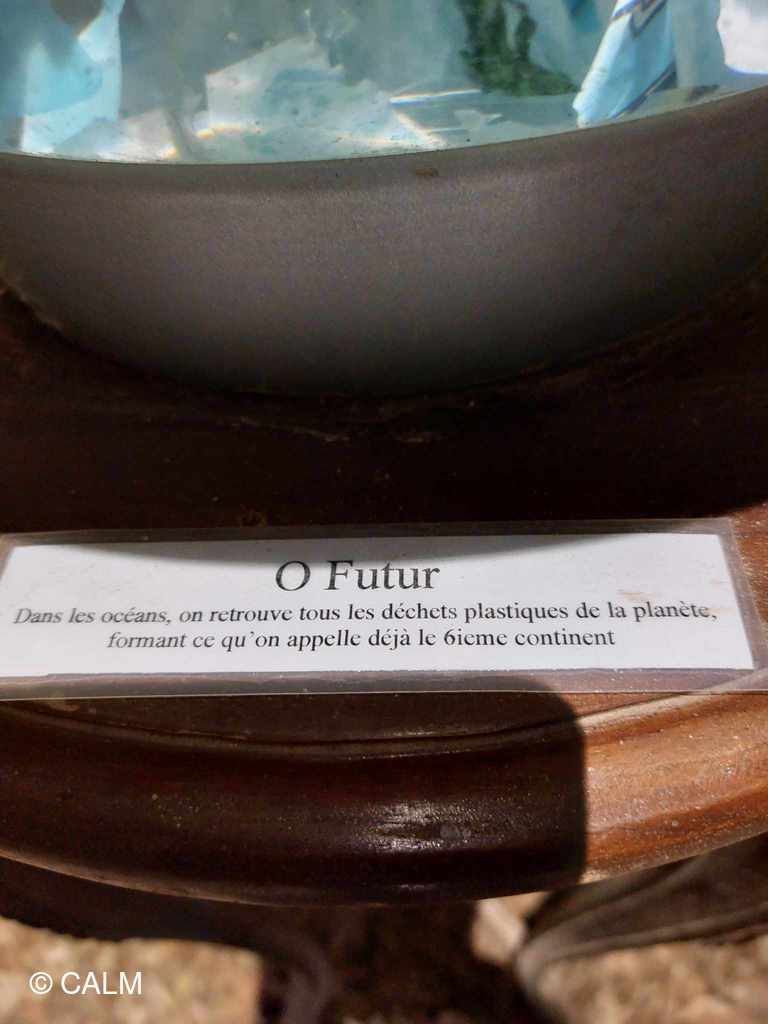 O Futur
Dans les océans, on retrouve tous les déchets plastiques de la planète,
formant ce qu'on appelle déjà le 6ieme continent
© CALM